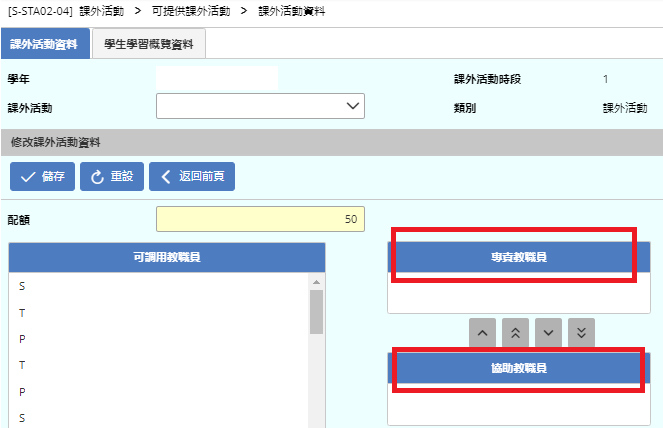 [S-STA02-04] 課外活動 > 可提供課外活動 > 課外活動資料
課外活動資料 學生學習概覽資料
學年 課外活動時段 1
課外活動 類別 課外活動
修改課外活動資料
儲存 重設 返回前頁
配額 50
可調用教職員 專責教職員
S
T
P
T
P
S
協助教職員